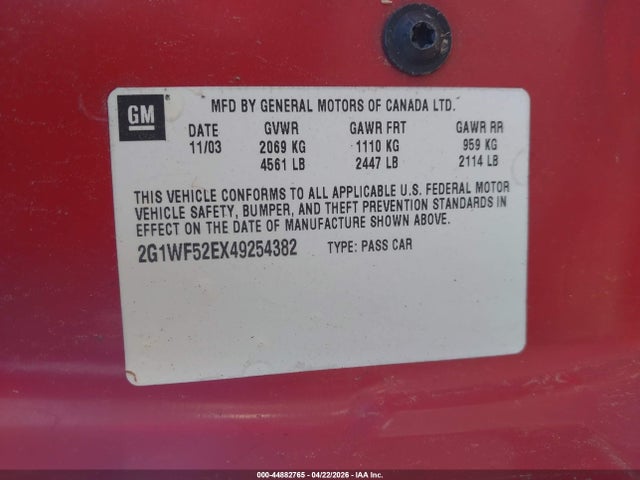 GM
MFD BY GENERAL MOTORS OF CANADA LTD.
DATE GVWR GAWR FRT GAWR RR
11/03 2069 KG 1110 KG 959 KG
4561 LB 2447 LB 2114 LB
THIS VEHICLE CONFORMS TO ALL APPLICABLE U.S. FEDERAL MOTOR
VEHICLE SAFETY, BUMPER, AND THEFT PREVENTION STANDARDS IN
EFFECT ON THE DATE OF MANUFACTURE SHOWN ABOVE.
2G1WF52EX49254382 TYPE: PASS CAR
000-44882765 - 04/22/2026 - IAA Inc.